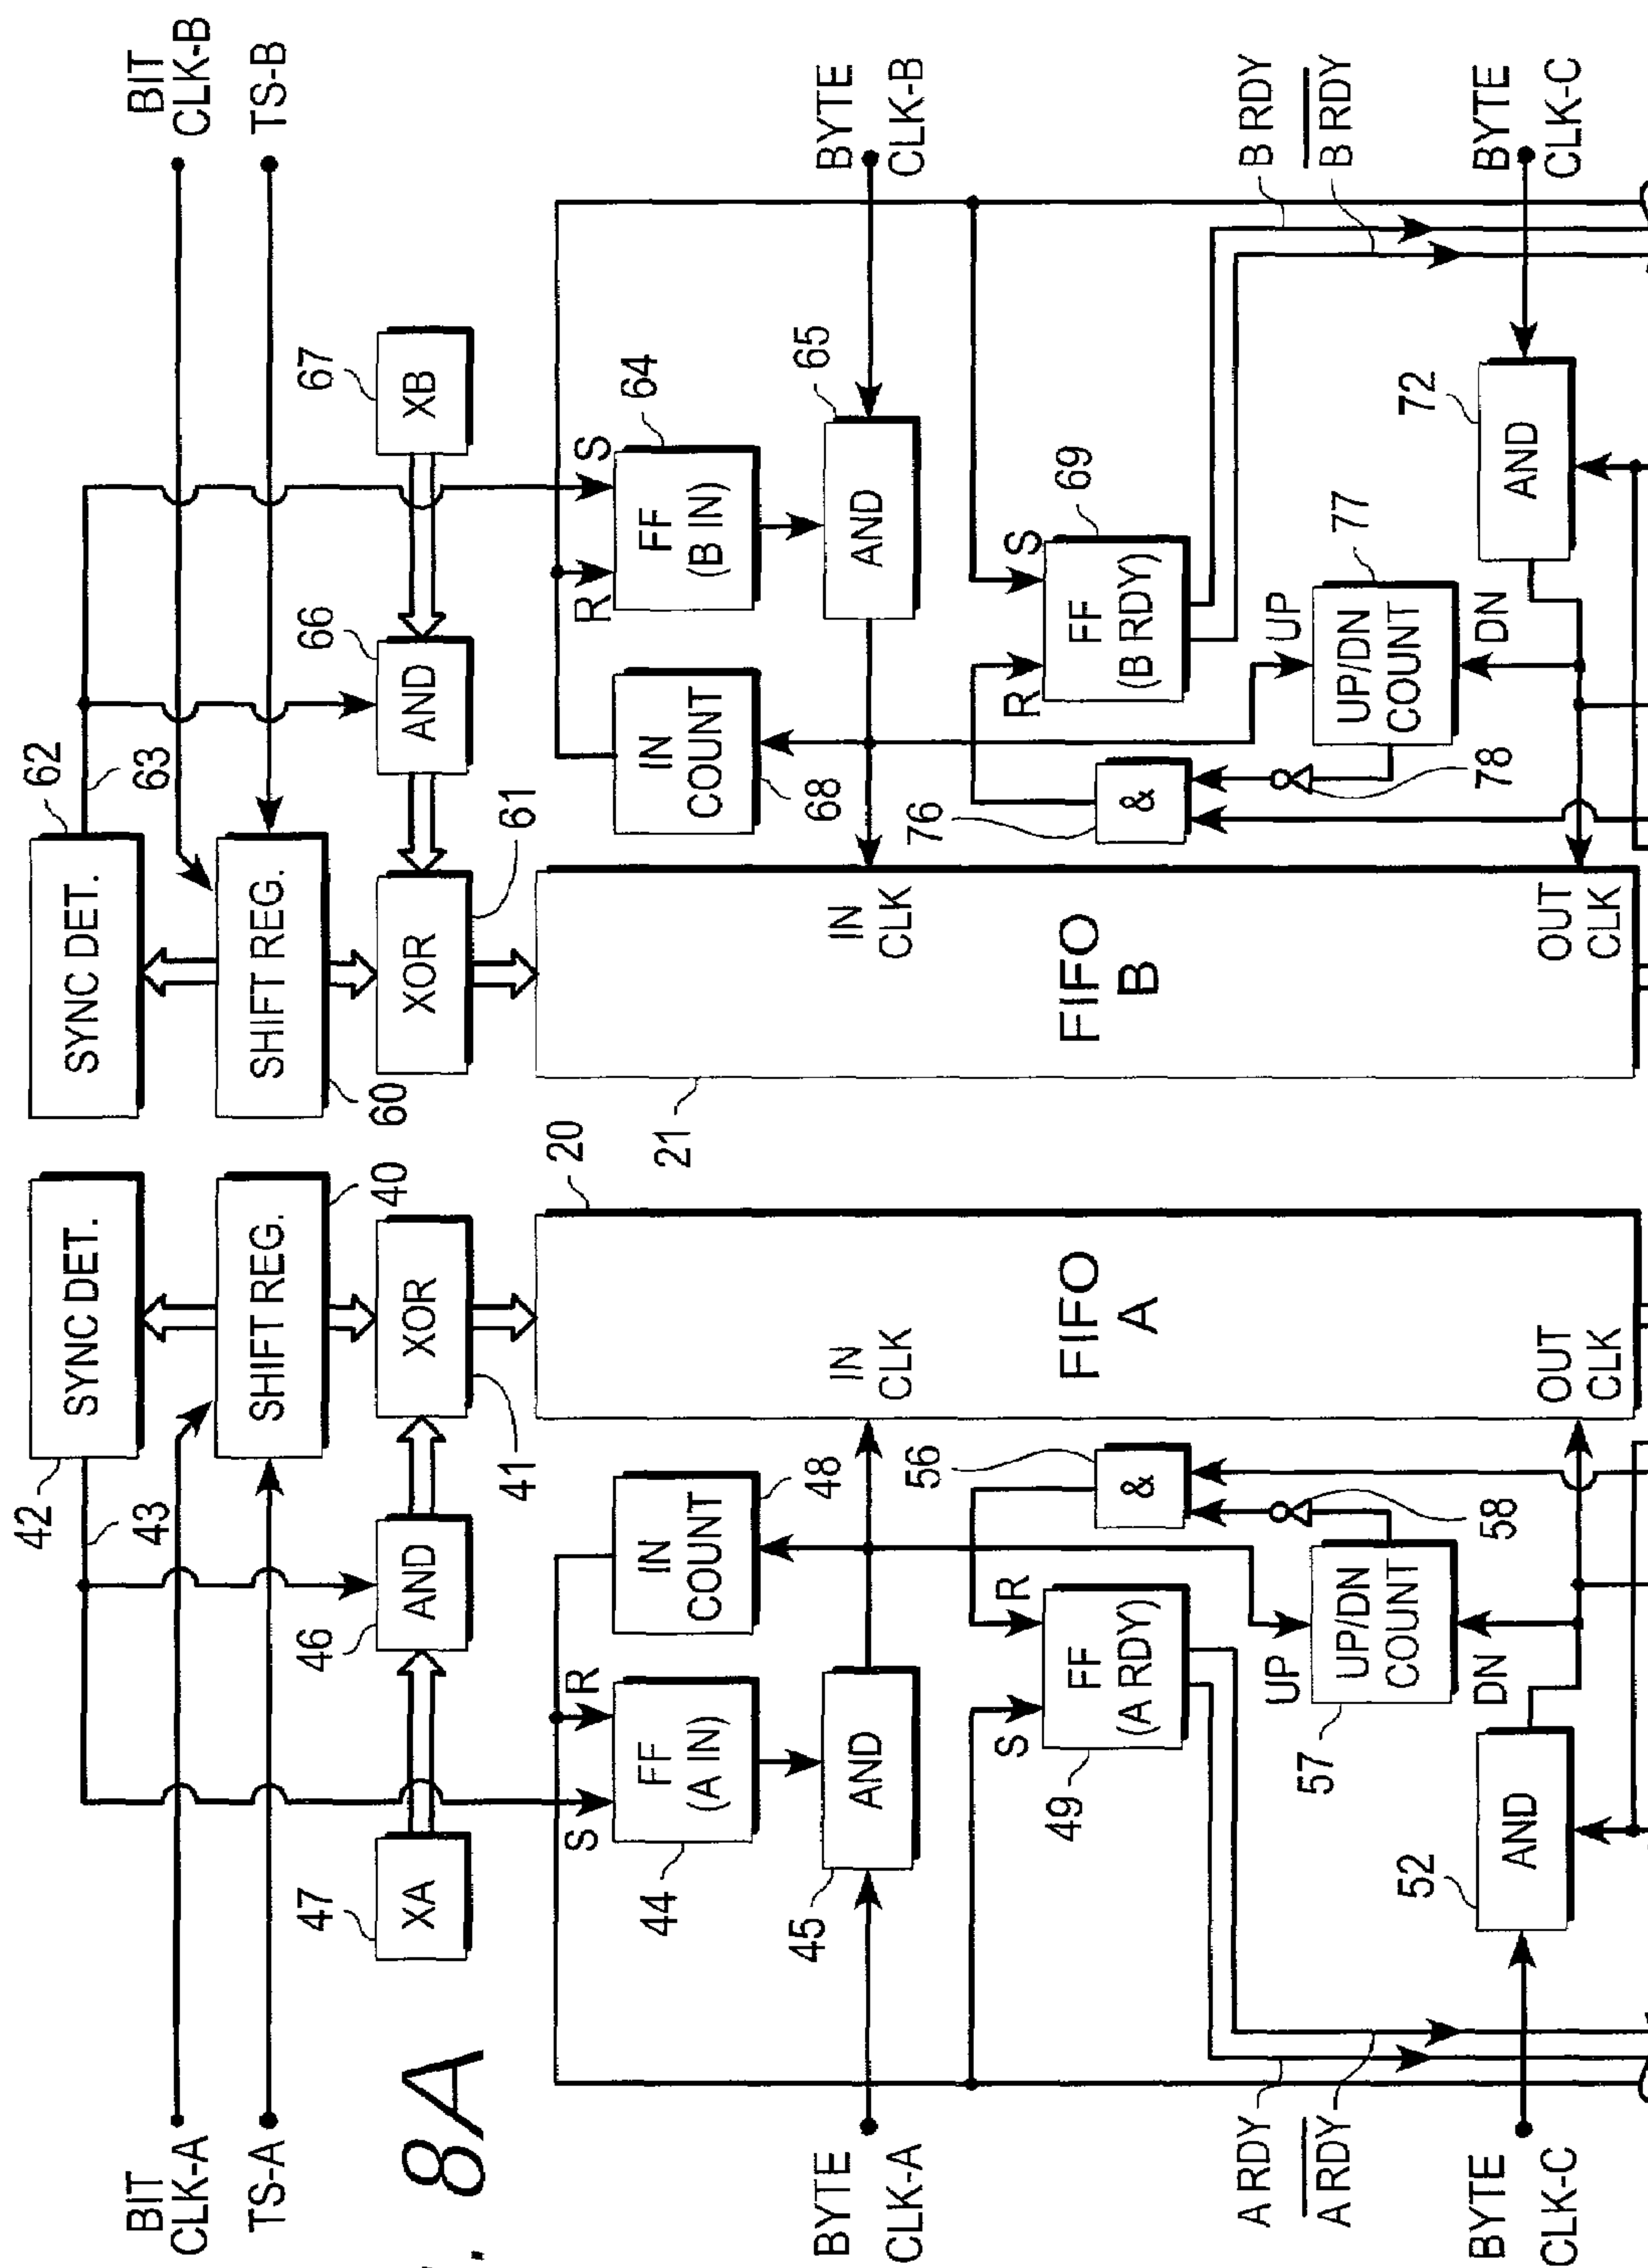 BIT
CLK-A
TS-A
42
SYNC DET.
43
SHIFT REG.
40
47
XA
46
AND
XOR
41
SYNC DET.
62
63
SHIFT REG.
60
XOR
61
66
AND
67
XB
BIT
CLK-B
TS-B
8A
S
R
FF
(A IN)
44
IN
COUNT
48
BYTE
CLK-A
45
AND
IN
CLK
20
FIFO
A
OUT
CLK
21
FIFO
B
IN
CLK
OUT
CLK
IN
COUNT
68
R
S
FF
(B IN)
64
AND
65
BYTE
CLK-B
S
R
FF
(A RDY)
49
56
&
58
UP
UP/DN
COUNT
DN
57
A RDY
A̅ ̅R̅D̅Y̅
52
AND
BYTE
CLK-C
76
&
78
R
S
FF
(B RDY)
69
UP
UP/DN
COUNT
DN
77
B RDY
B̅ ̅R̅D̅Y̅
72
AND
BYTE
CLK-C